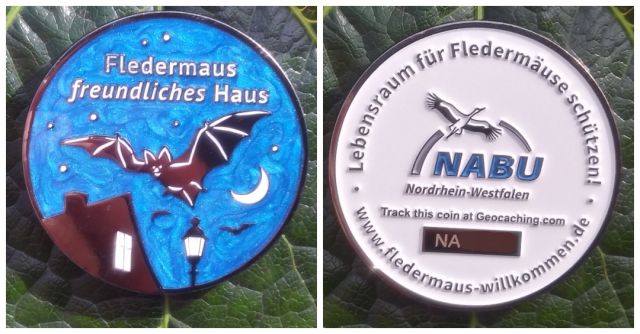 Fledermaus
freundliches Haus
Lebensraum für Fledermäuse schützen!
NABU
Nordrhein-Westfalen
Track this coin at Geocaching.com
NA
www.fledermaus-willkommen.de